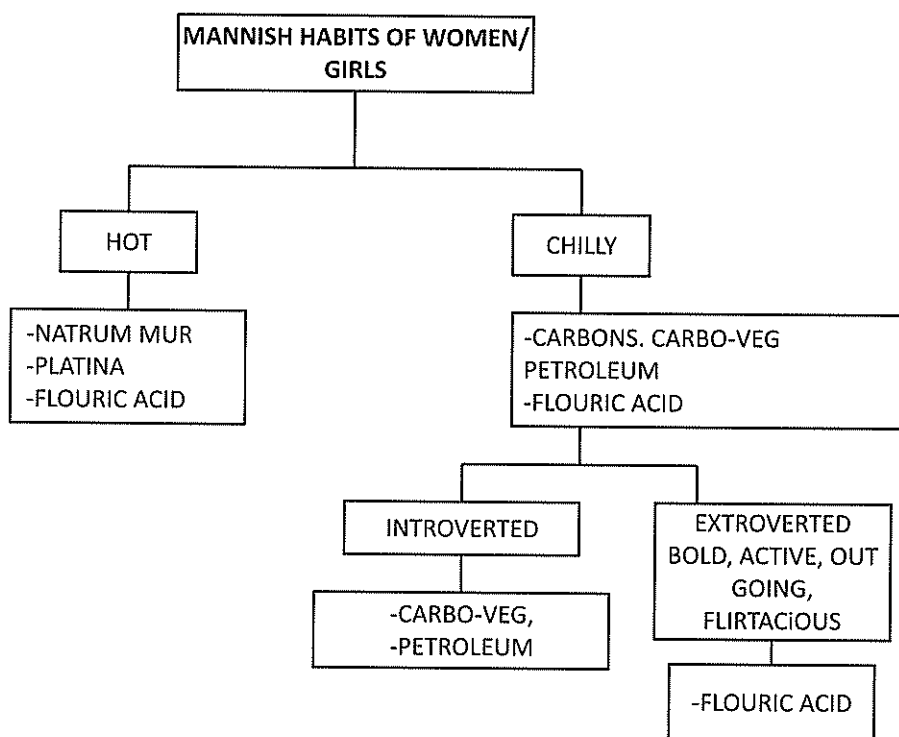 MANNISH HABITS OF WOMEN/
GIRLS
HOT
CHILLY
-NATRUM MUR
-PLATINA
-FLOURIC ACID
-CARBONS. CARBO-VEG
PETROLEUM
-FLOURIC ACID
INTROVERTED
EXTROVERTED
BOLD, ACTIVE, OUT
GOING,
FLIRTACiOUS
-CARBO-VEG,
-PETROLEUM
-FLOURIC ACID